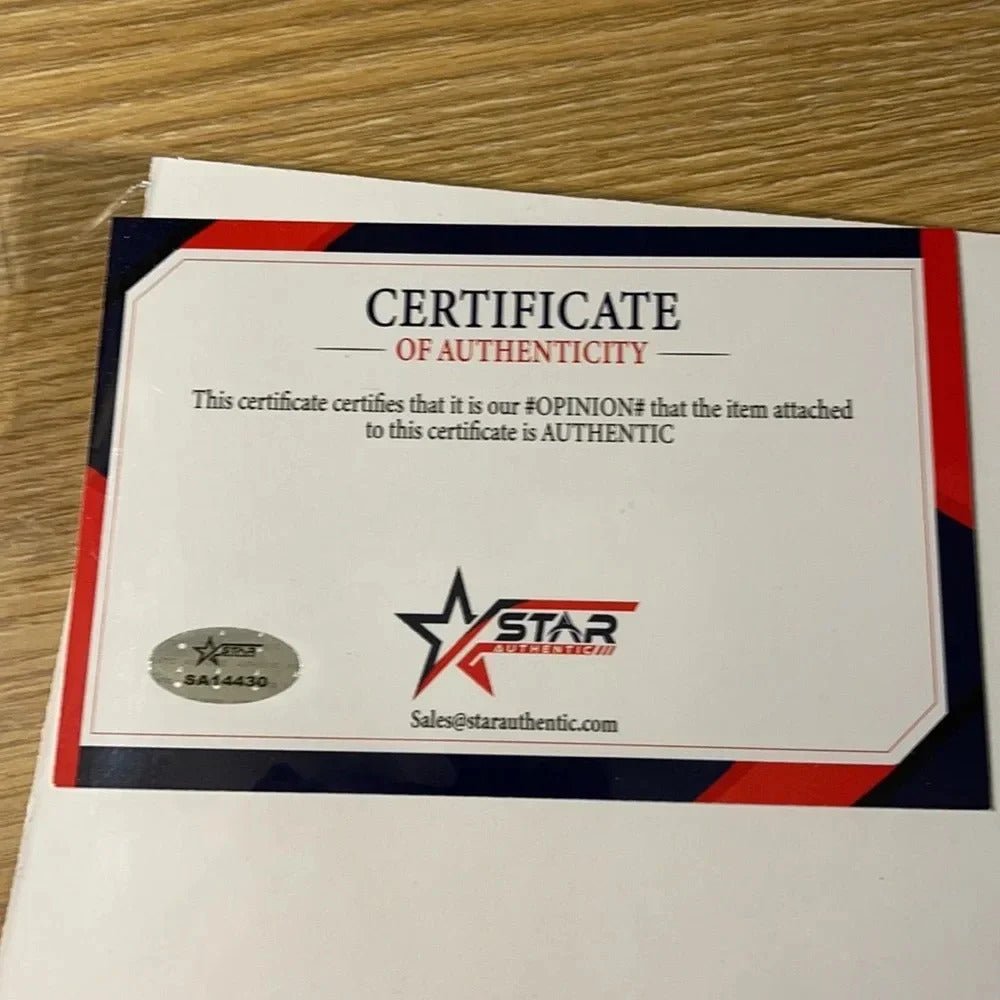 CERTIFICATE
OF AUTHENTICITY
This certificate certifies that it is our #OPINION# that the item attached
to this certificate is AUTHENTIC
STAR
AUTHENTIC
Sales@starauthentic.com
STAR
SA14430